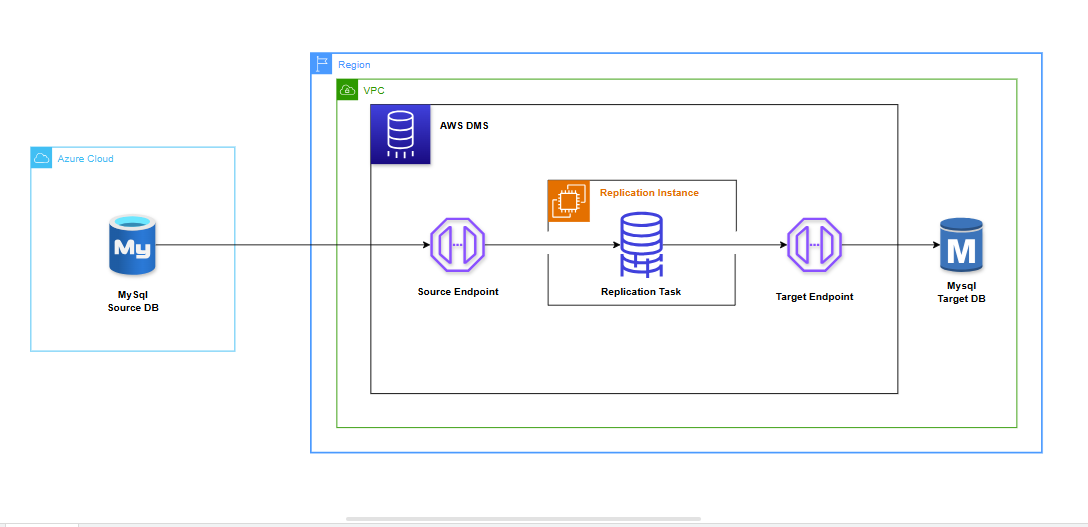 Region
VPC
AWS DMS
Azure Cloud
Replication Instance
My
M
Source Endpoint
Replication Task
Target Endpoint
MySql
Source DB
Mysql
Target DB